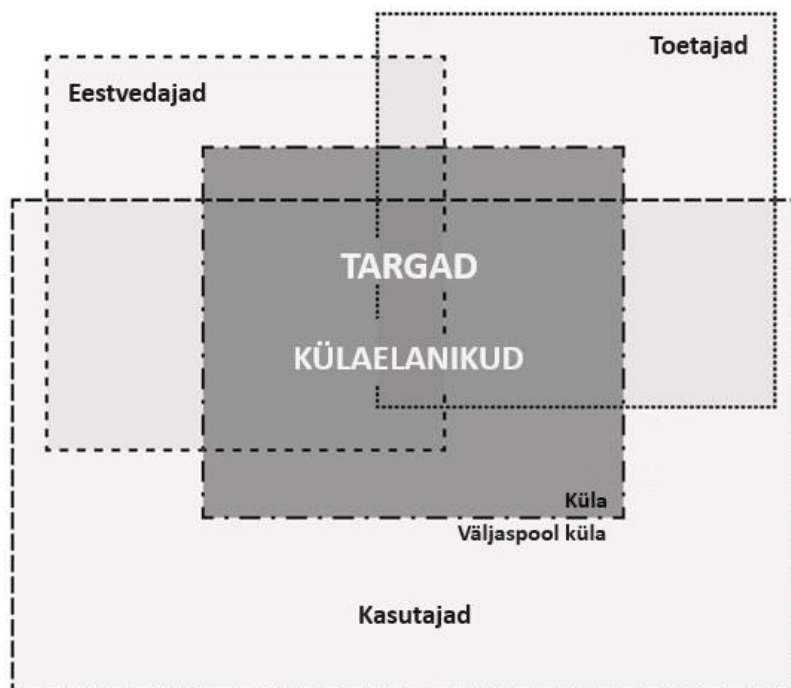 Toetajad
Eestvedajad
TARGAD
KÜLAELANIKUD
Küla
Väljaspool küla
Kasutajad